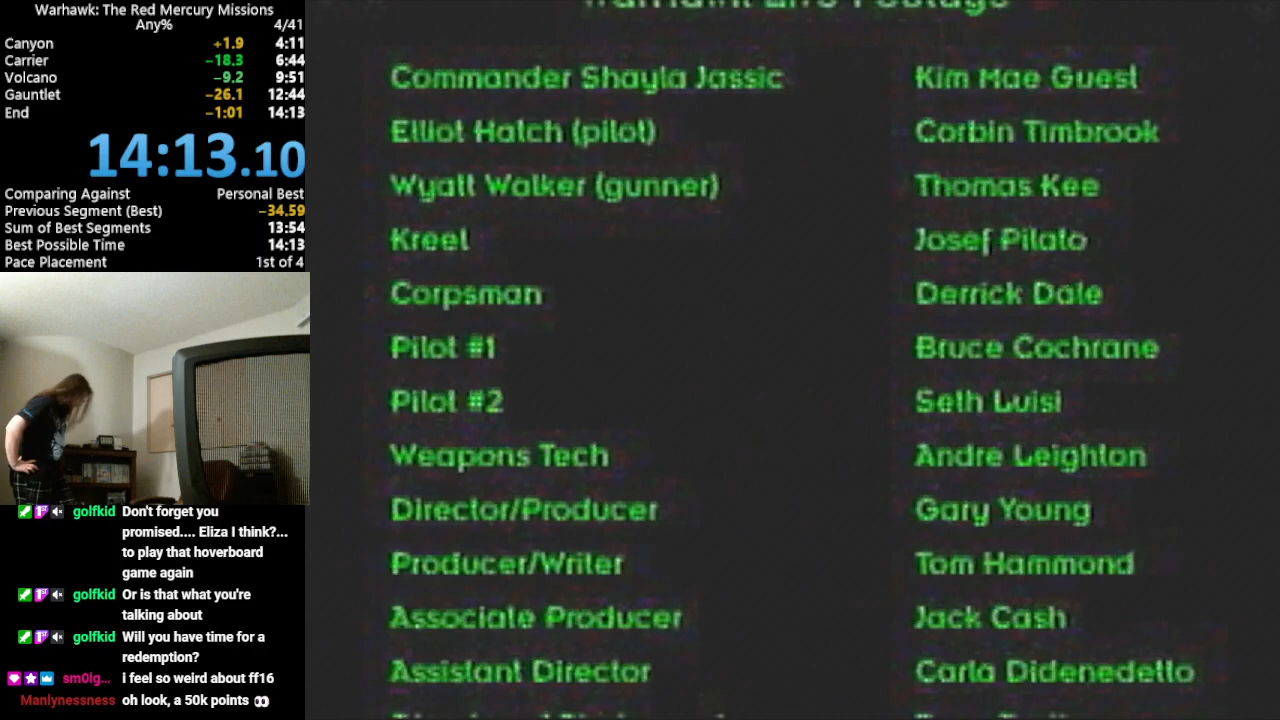 Warhawk: The Red Mercury Missions
Any% 4/41
Canyon +1.9 4:11
Carrier −18.3 6:44
Volcano −9.2 9:51
Gauntlet −26.1 12:44
End −1:01 14:13
14:13.10
Comparing Against Personal Best
Previous Segment (Best) −34.59
Sum of Best Segments 13:54
Best Possible Time 14:13
Pace Placement 1st of 4
golfkid Don't forget you
promised.... Eliza I think?...
to play that hoverboard
game again
golfkid Or is that what you're
talking about
golfkid Will you have time for a
redemption?
sm0lg... i feel so weird about ff16
Manlynessness oh look, a 50k points 👀
Warhawk Live Footage
Commander Shayla Jassic Kim Mae Guest
Elliot Hatch (pilot) Corbin Timbrook
Wyatt Walker (gunner) Thomas Kee
Kreel Josef Pilato
Corpsman Derrick Dale
Pilot #1 Bruce Cochrane
Pilot #2 Seth Luisi
Weapons Tech Andre Leighton
Director/Producer Gary Young
Producer/Writer Tom Hammond
Associate Producer Jack Cash
Assistant Director Carla Didenedetto